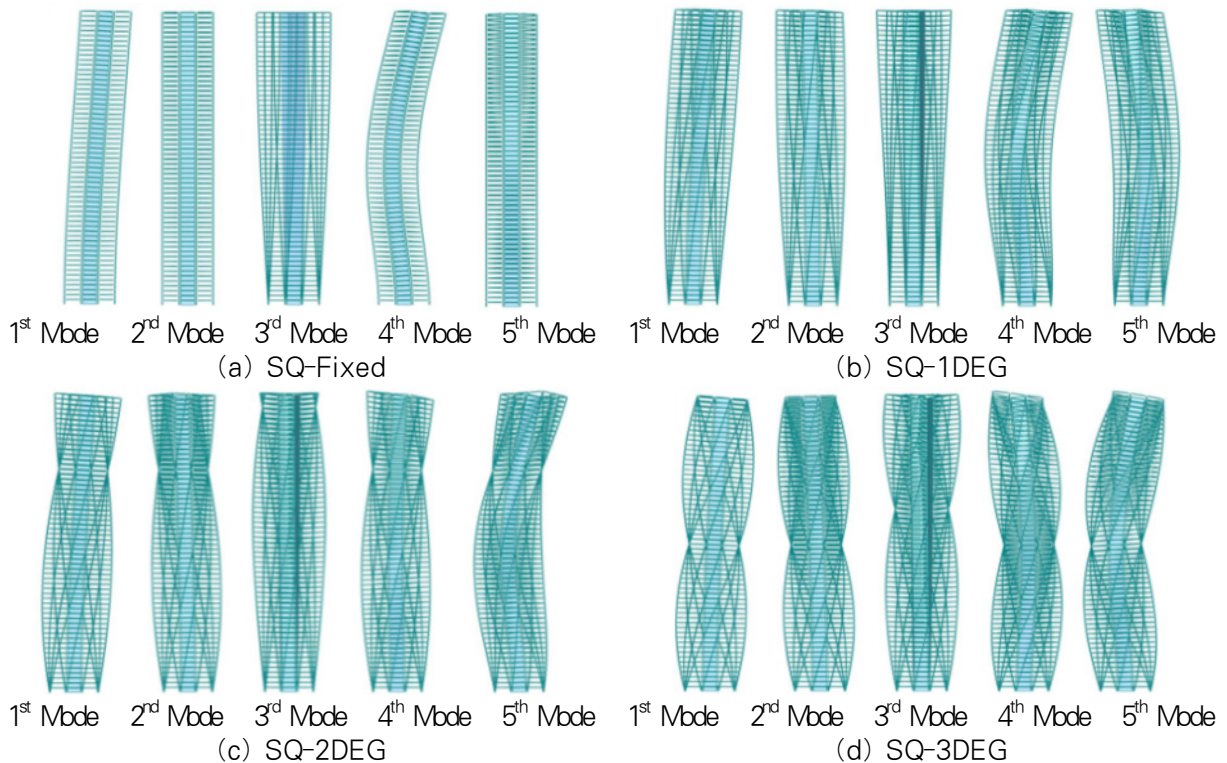 1st Mode 2nd Mode 3rd Mode 4th Mode 5th Mode 1st Mode 2nd Mode 3rd Mode 4th Mode 5th Mode
(a) SQ-Fixed (b) SQ-1DEG
1st Mode 2nd Mode 3rd Mode 4th Mode 5th Mode 1st Mode 2nd Mode 3rd Mode 4th Mode 5th Mode
(c) SQ-2DEG (d) SQ-3DEG